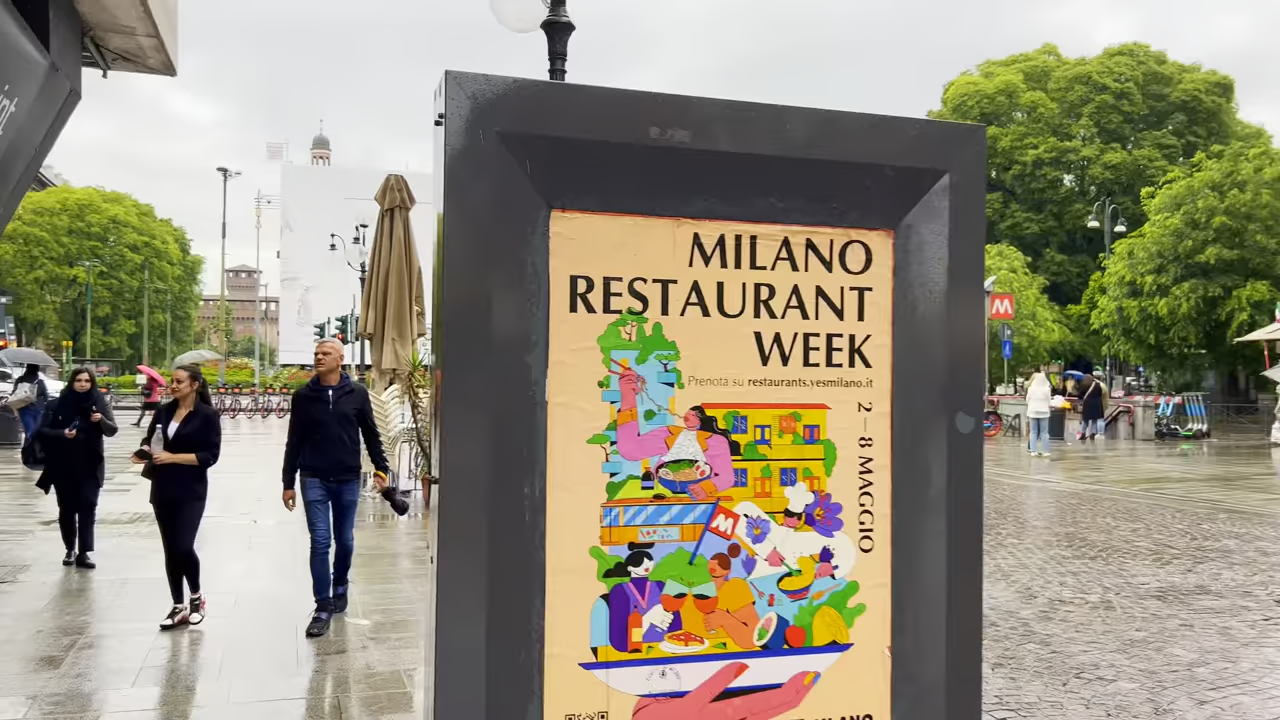 MILANO
RESTAURANT
WEEK
Prenota su restaurants.yesmilano.it
2 – 8 MAGGIO
M
M